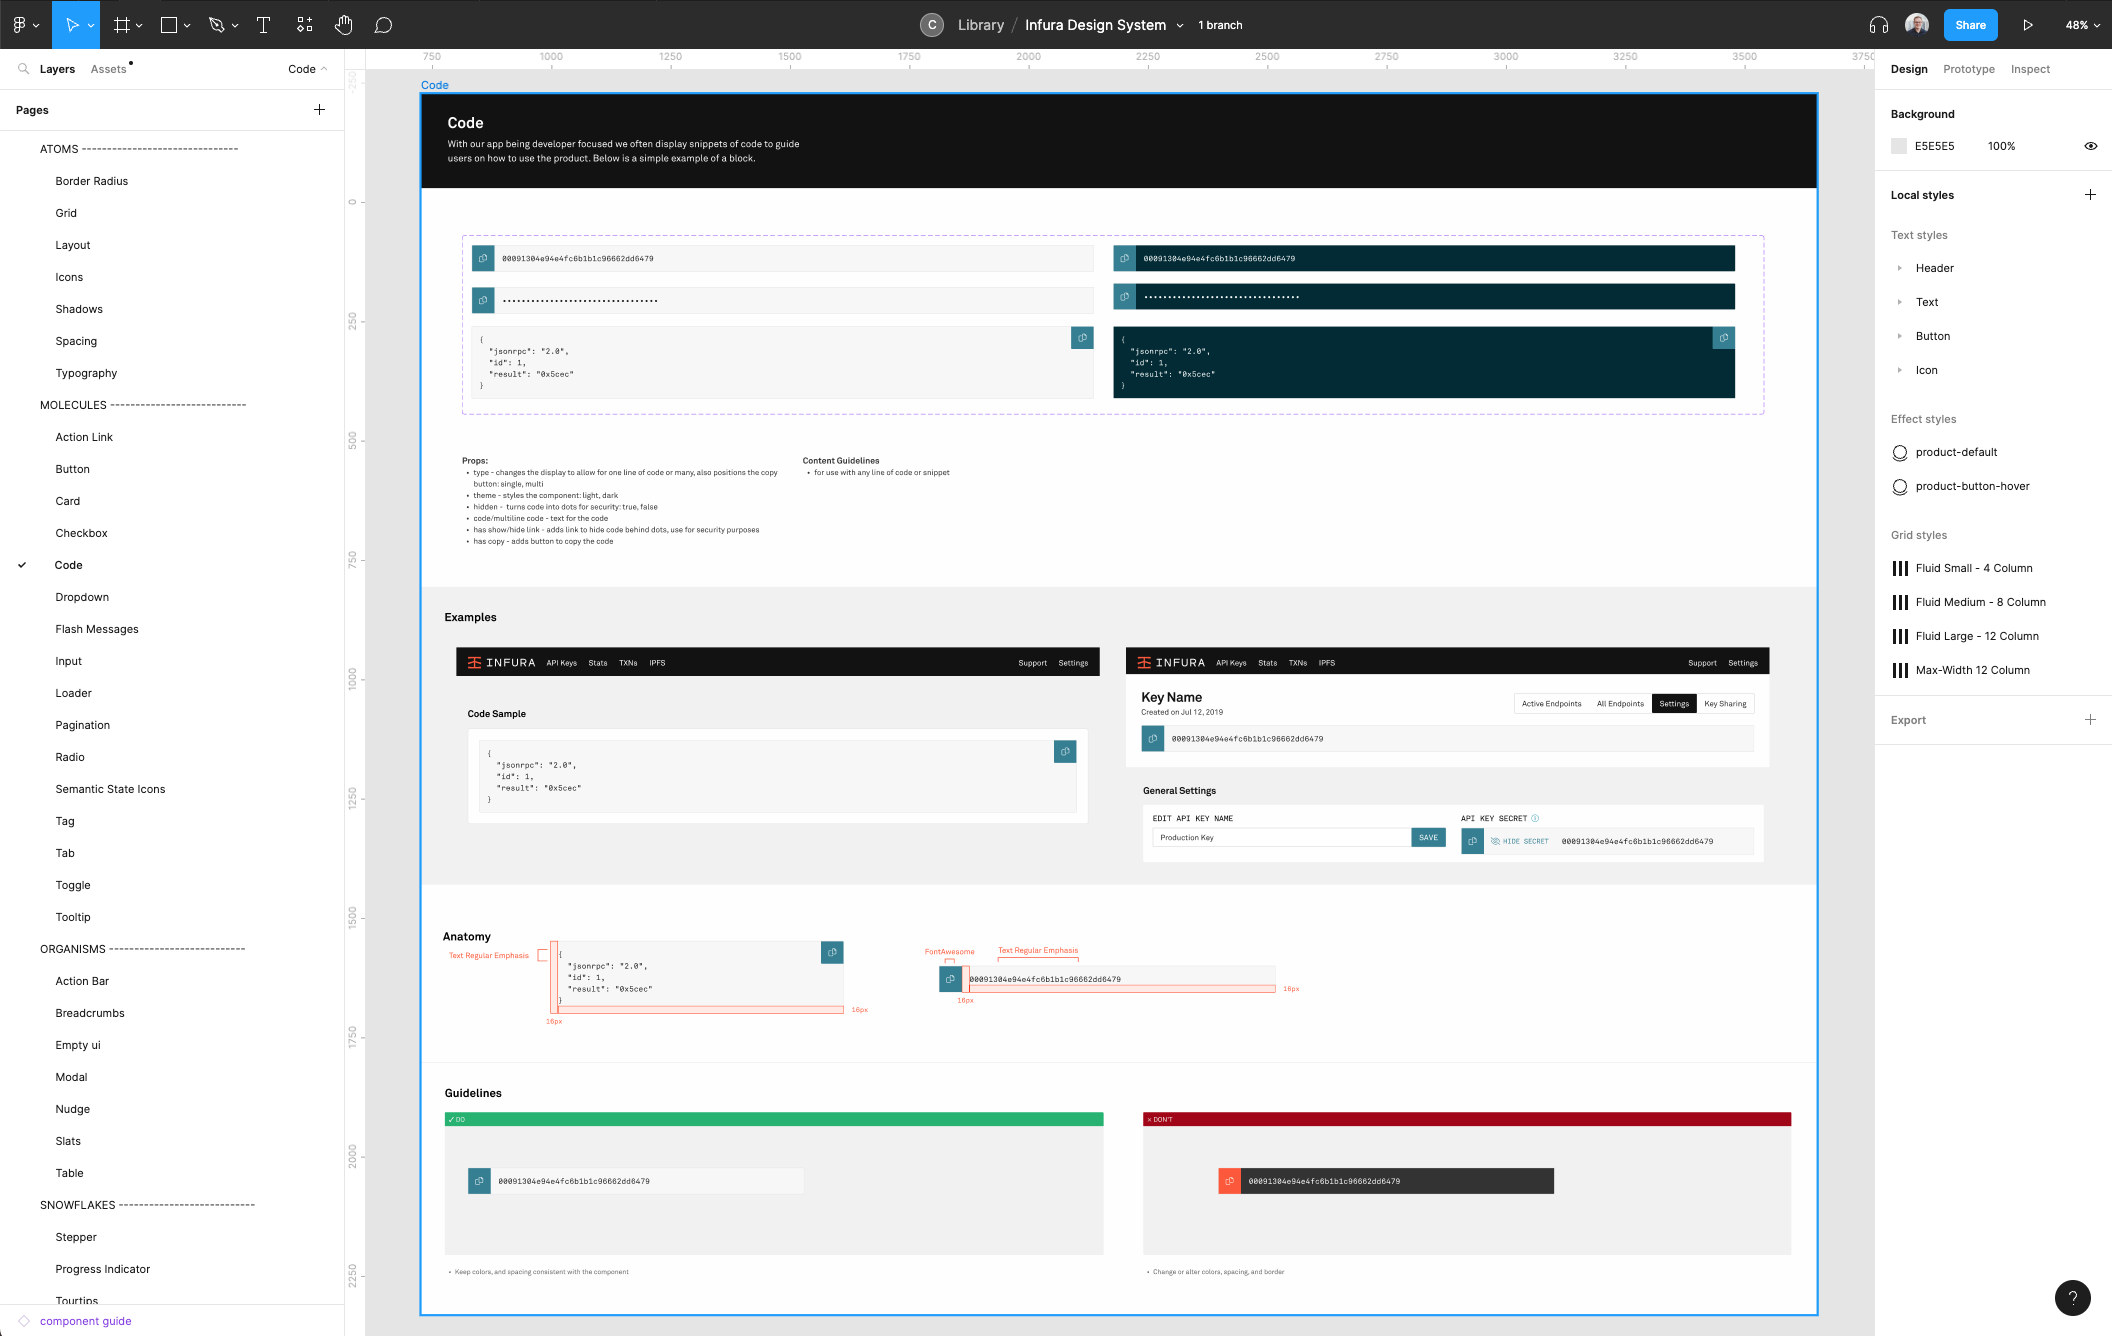 C Library / Infura Design System 1 branch
Share
48%
Layers Assets Code
Pages
ATOMS -------------------------------
Border Radius
Grid
Layout
Icons
Shadows
Spacing
Typography
MOLECULES ---------------------------
Action Link
Button
Card
Checkbox
Code
Dropdown
Flash Messages
Input
Loader
Pagination
Radio
Semantic State Icons
Tag
Tab
Toggle
Tooltip
ORGANISMS ---------------------------
Action Bar
Breadcrumbs
Empty ui
Modal
Nudge
Slats
Table
SNOWFLAKES ---------------------------
Stepper
Progress Indicator
Tourtips
component guide
750 1000 1250 1500 1750 2000 2250 2500 2750 3000 3250 3500 3750
-250
0
250
500
750
1000
1250
1500
1750
2000
2250
Code
Code
With our app being developer focused we often display snippets of code to guide
users on how to use the product. Below is a simple example of a block.
00091304e94e4fc6b1b1c96662dd6479
00091304e94e4fc6b1b1c96662dd6479
{
"jsonrpc": "2.0",
"id": 1,
"result": "0x5cec"
}
{
"jsonrpc": "2.0",
"id": 1,
"result": "0x5cec"
}
Props:
• type - changes the display to allow for one line of code or many, also positions the copy
button: single, multi
• theme - styles the component: light, dark
• hidden - turns code into dots for security: true, false
• code/multiline code - text for the code
• has show/hide link - adds link to hide code behind dots, use for security purposes
• has copy - adds button to copy the code
Content Guidelines
• for use with any line of code or snippet
Examples
INFURA API Keys Stats TXNs IPFS Support Settings
Code Sample
{
"jsonrpc": "2.0",
"id": 1,
"result": "0x5cec"
}
INFURA API Keys Stats TXNs IPFS Support Settings
Key Name
Created on Jul 12, 2019
Active Endpoints All Endpoints Settings Key Sharing
00091304e94e4fc6b1b1c96662dd6479
General Settings
EDIT API KEY NAME
Production Key SAVE
API KEY SECRET
HIDE SECRET 00091304e94e4fc6b1b1c96662dd6479
Anatomy
Text Regular Emphasis
{
"jsonrpc": "2.0",
"id": 1,
"result": "0x5cec"
}
16px
16px
FontAwesome Text Regular Emphasis
00091304e94e4fc6b1b1c96662dd6479
16px
16px
Guidelines
✓ DO
00091304e94e4fc6b1b1c96662dd6479
• Keep colors, and spacing consistent with the component
× DON'T
00091304e94e4fc6b1b1c96662dd6479
• Change or alter colors, spacing, and border
Design Prototype Inspect
Background
E5E5E5 100%
Local styles
Text styles
Header
Text
Button
Icon
Effect styles
product-default
product-button-hover
Grid styles
Fluid Small - 4 Column
Fluid Medium - 8 Column
Fluid Large - 12 Column
Max-Width 12 Column
Export
?